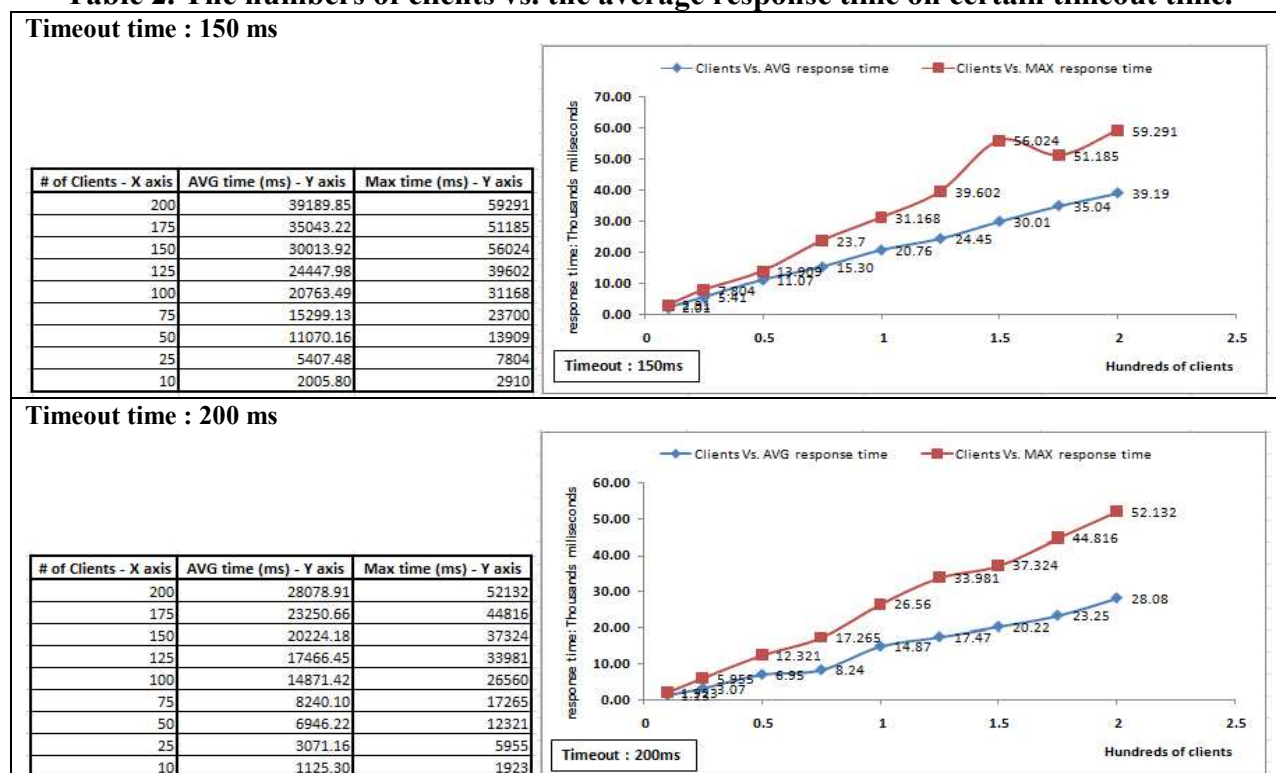 Table 2: The numbers of clients vs. the average response time on certain timeout time.
Timeout time : 150 ms
# of Clients - X axis AVG time (ms) - Y axis Max time (ms) - Y axis
200 39189.85 59291
175 35043.22 51185
150 30013.92 56024
125 24447.98 39602
100 20763.49 31168
75 15299.13 23700
50 11070.16 13909
25 5407.48 7804
10 2005.80 2910
Clients Vs. AVG response time Clients Vs. MAX response time
response time: Thousands miliseconds
70.00
60.00
50.00
40.00
30.00
20.00
10.00
0.00
7.804
13.909
23.7
31.168
39.602
56.024
51.185
59.291
2.01
5.41
11.07
15.30
20.76
24.45
30.01
35.04
39.19
0 0.5 1 1.5 2 2.5
Timeout : 150ms
Hundreds of clients
Timeout time : 200 ms
# of Clients - X axis AVG time (ms) - Y axis Max time (ms) - Y axis
200 28078.91 52132
175 23250.66 44816
150 20224.18 37324
125 17466.45 33981
100 14871.42 26560
75 8240.10 17265
50 6946.22 12321
25 3071.16 5955
10 1125.30 1923
Clients Vs. AVG response time Clients Vs. MAX response time
response time: Thousands miliseconds
60.00
50.00
40.00
30.00
20.00
10.00
0.00
1.923
5.955
12.321
17.265
26.56
33.981
37.324
44.816
52.132
3.07
6.95
8.24
14.87
17.47
20.22
23.25
28.08
0 0.5 1 1.5 2 2.5
Timeout : 200ms
Hundreds of clients